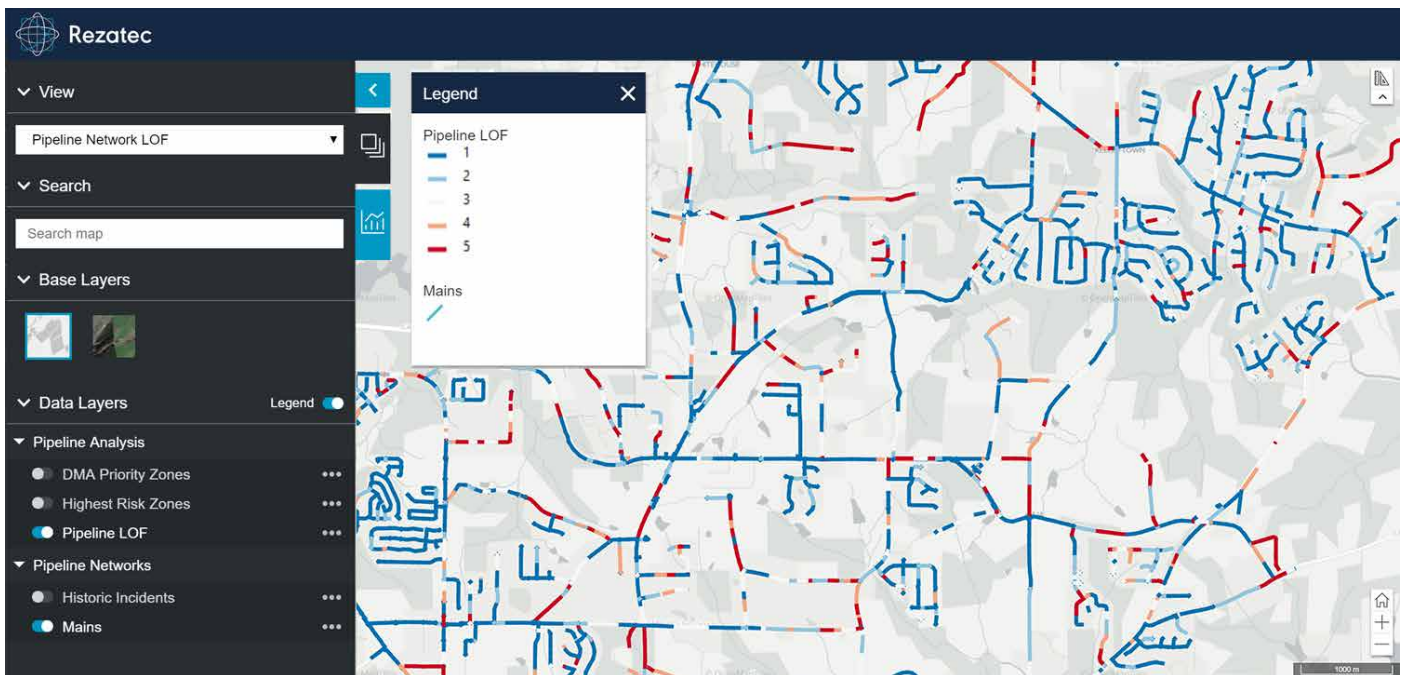 Rezatec
View
Pipeline Network LOF
Search
Search map
Base Layers
Data Layers Legend
Pipeline Analysis
DMA Priority Zones
Highest Risk Zones
Pipeline LOF
Pipeline Networks
Historic Incidents
Mains
Legend
Pipeline LOF
1
2
3
4
5
Mains
1000 m